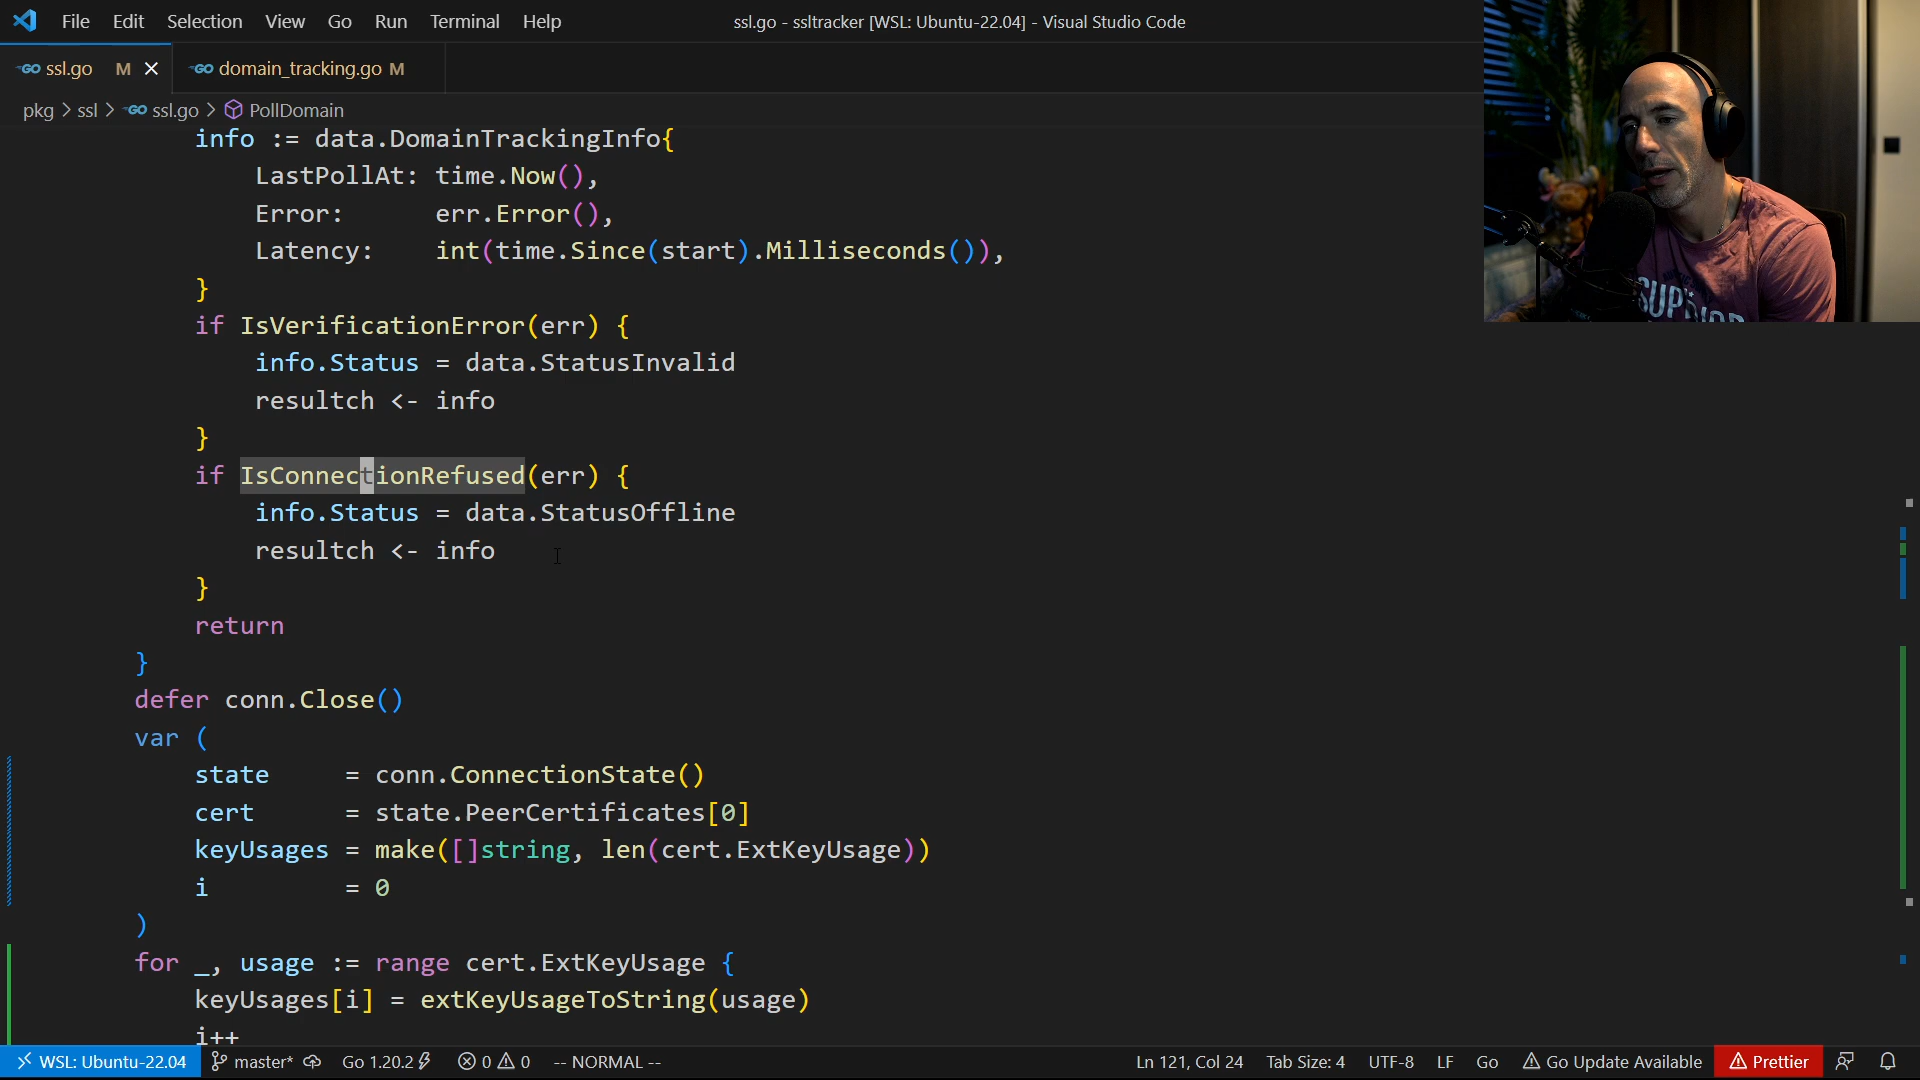 File Edit Selection View Go Run Terminal Help
ssl.go - ssltracker [WSL: Ubuntu-22.04] - Visual Studio Code
GO ssl.go M
GO domain_tracking.go M
pkg > ssl > GO ssl.go > PollDomain
info := data.DomainTrackingInfo{
LastPollAt: time.Now(),
Error: err.Error(),
Latency: int(time.Since(start).Milliseconds()),
}
if IsVerificationError(err) {
info.Status = data.StatusInvalid
resultch <- info
}
if IsConnectionRefused(err) {
info.Status = data.StatusOffline
resultch <- info
}
return
}
defer conn.Close()
var (
state = conn.ConnectionState()
cert = state.PeerCertificates[0]
keyUsages = make([]string, len(cert.ExtKeyUsage))
i = 0
)
for _, usage := range cert.ExtKeyUsage {
keyUsages[i] = extKeyUsageToString(usage)
i++
WSL: Ubuntu-22.04 master* Go 1.20.2 0 0 -- NORMAL -- Ln 121, Col 24 Tab Size: 4 UTF-8 LF Go Go Update Available Prettier